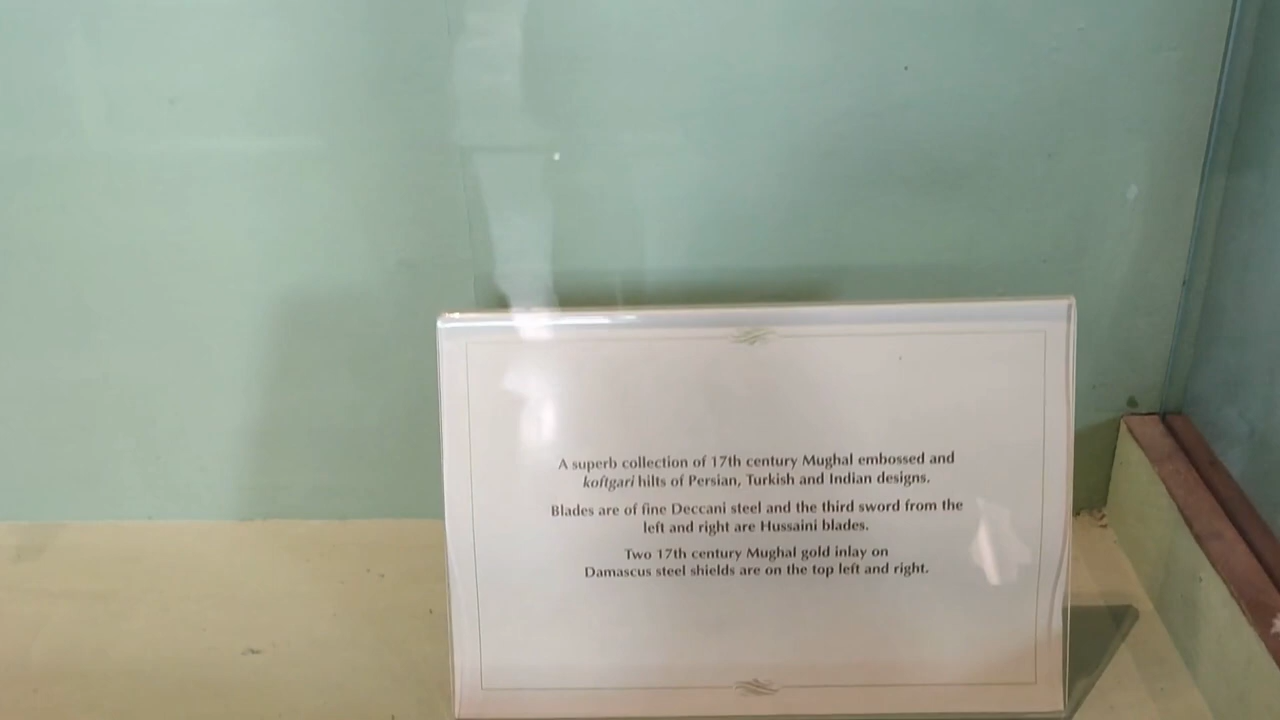 A superb collection of 17th century Mughal embossed and
koftgari hilts of Persian, Turkish and Indian designs.
Blades are of fine Deccani steel and the third sword from the
left and right are Hussaini blades.
Two 17th century Mughal gold inlay on
Damascus steel shields are on the top left and right.